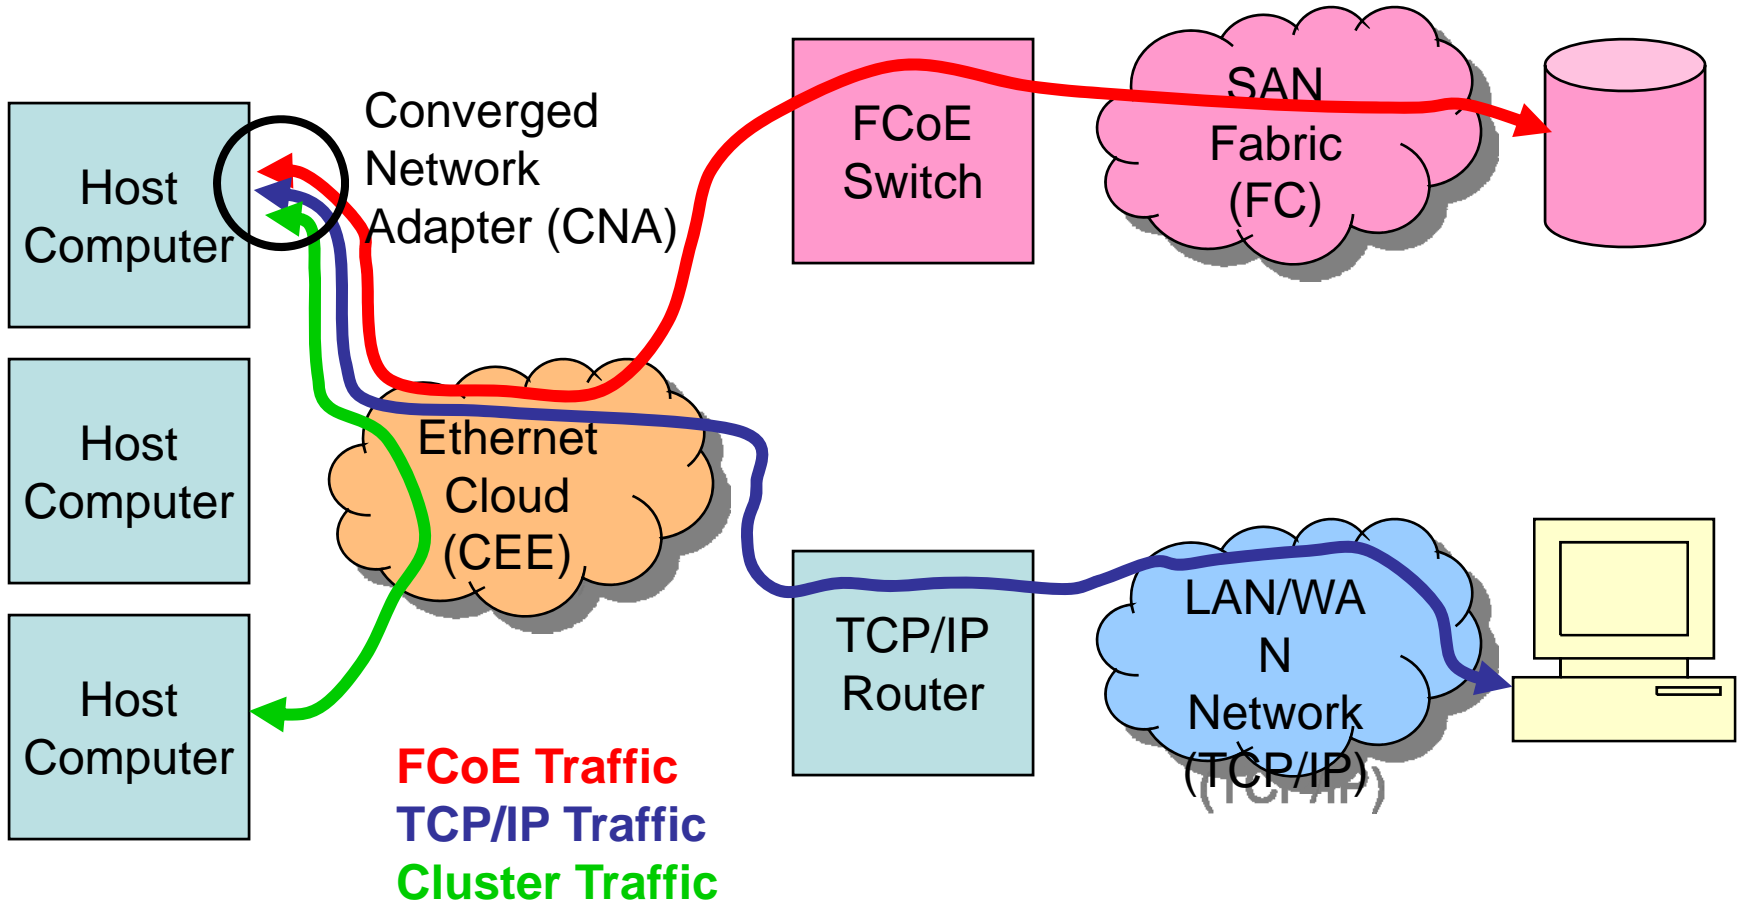 Host
Computer
Converged
Network
Adapter (CNA)
FCoE
Switch
SAN
Fabric
(FC)
Host
Computer
Ethernet
Cloud
(CEE)
Host
Computer
TCP/IP
Router
LAN/WA
N
Network
(TCP/IP)
FCoE Traffic
TCP/IP Traffic
Cluster Traffic